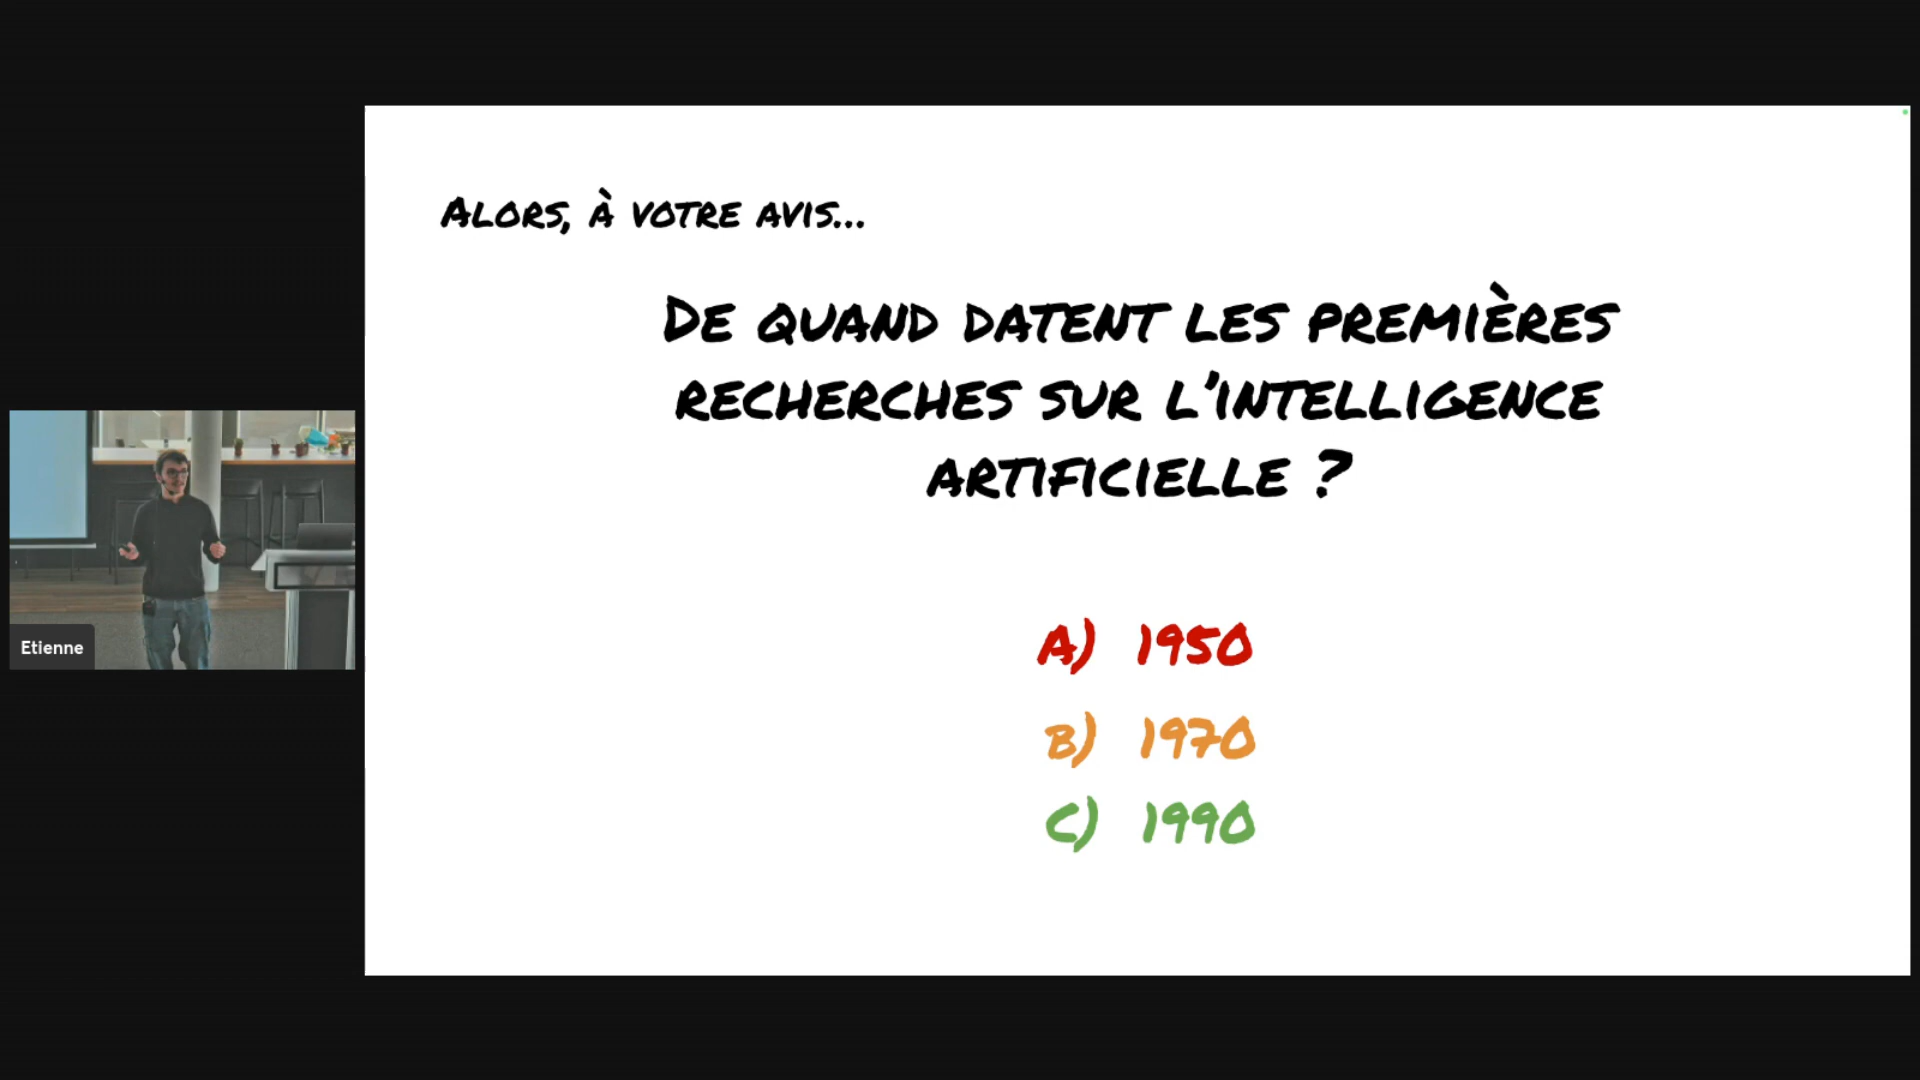 Alors, à votre avis...
De quand datent les premières
recherches sur l'intelligence
artificielle ?
A) 1950
B) 1970
C) 1990
Etienne